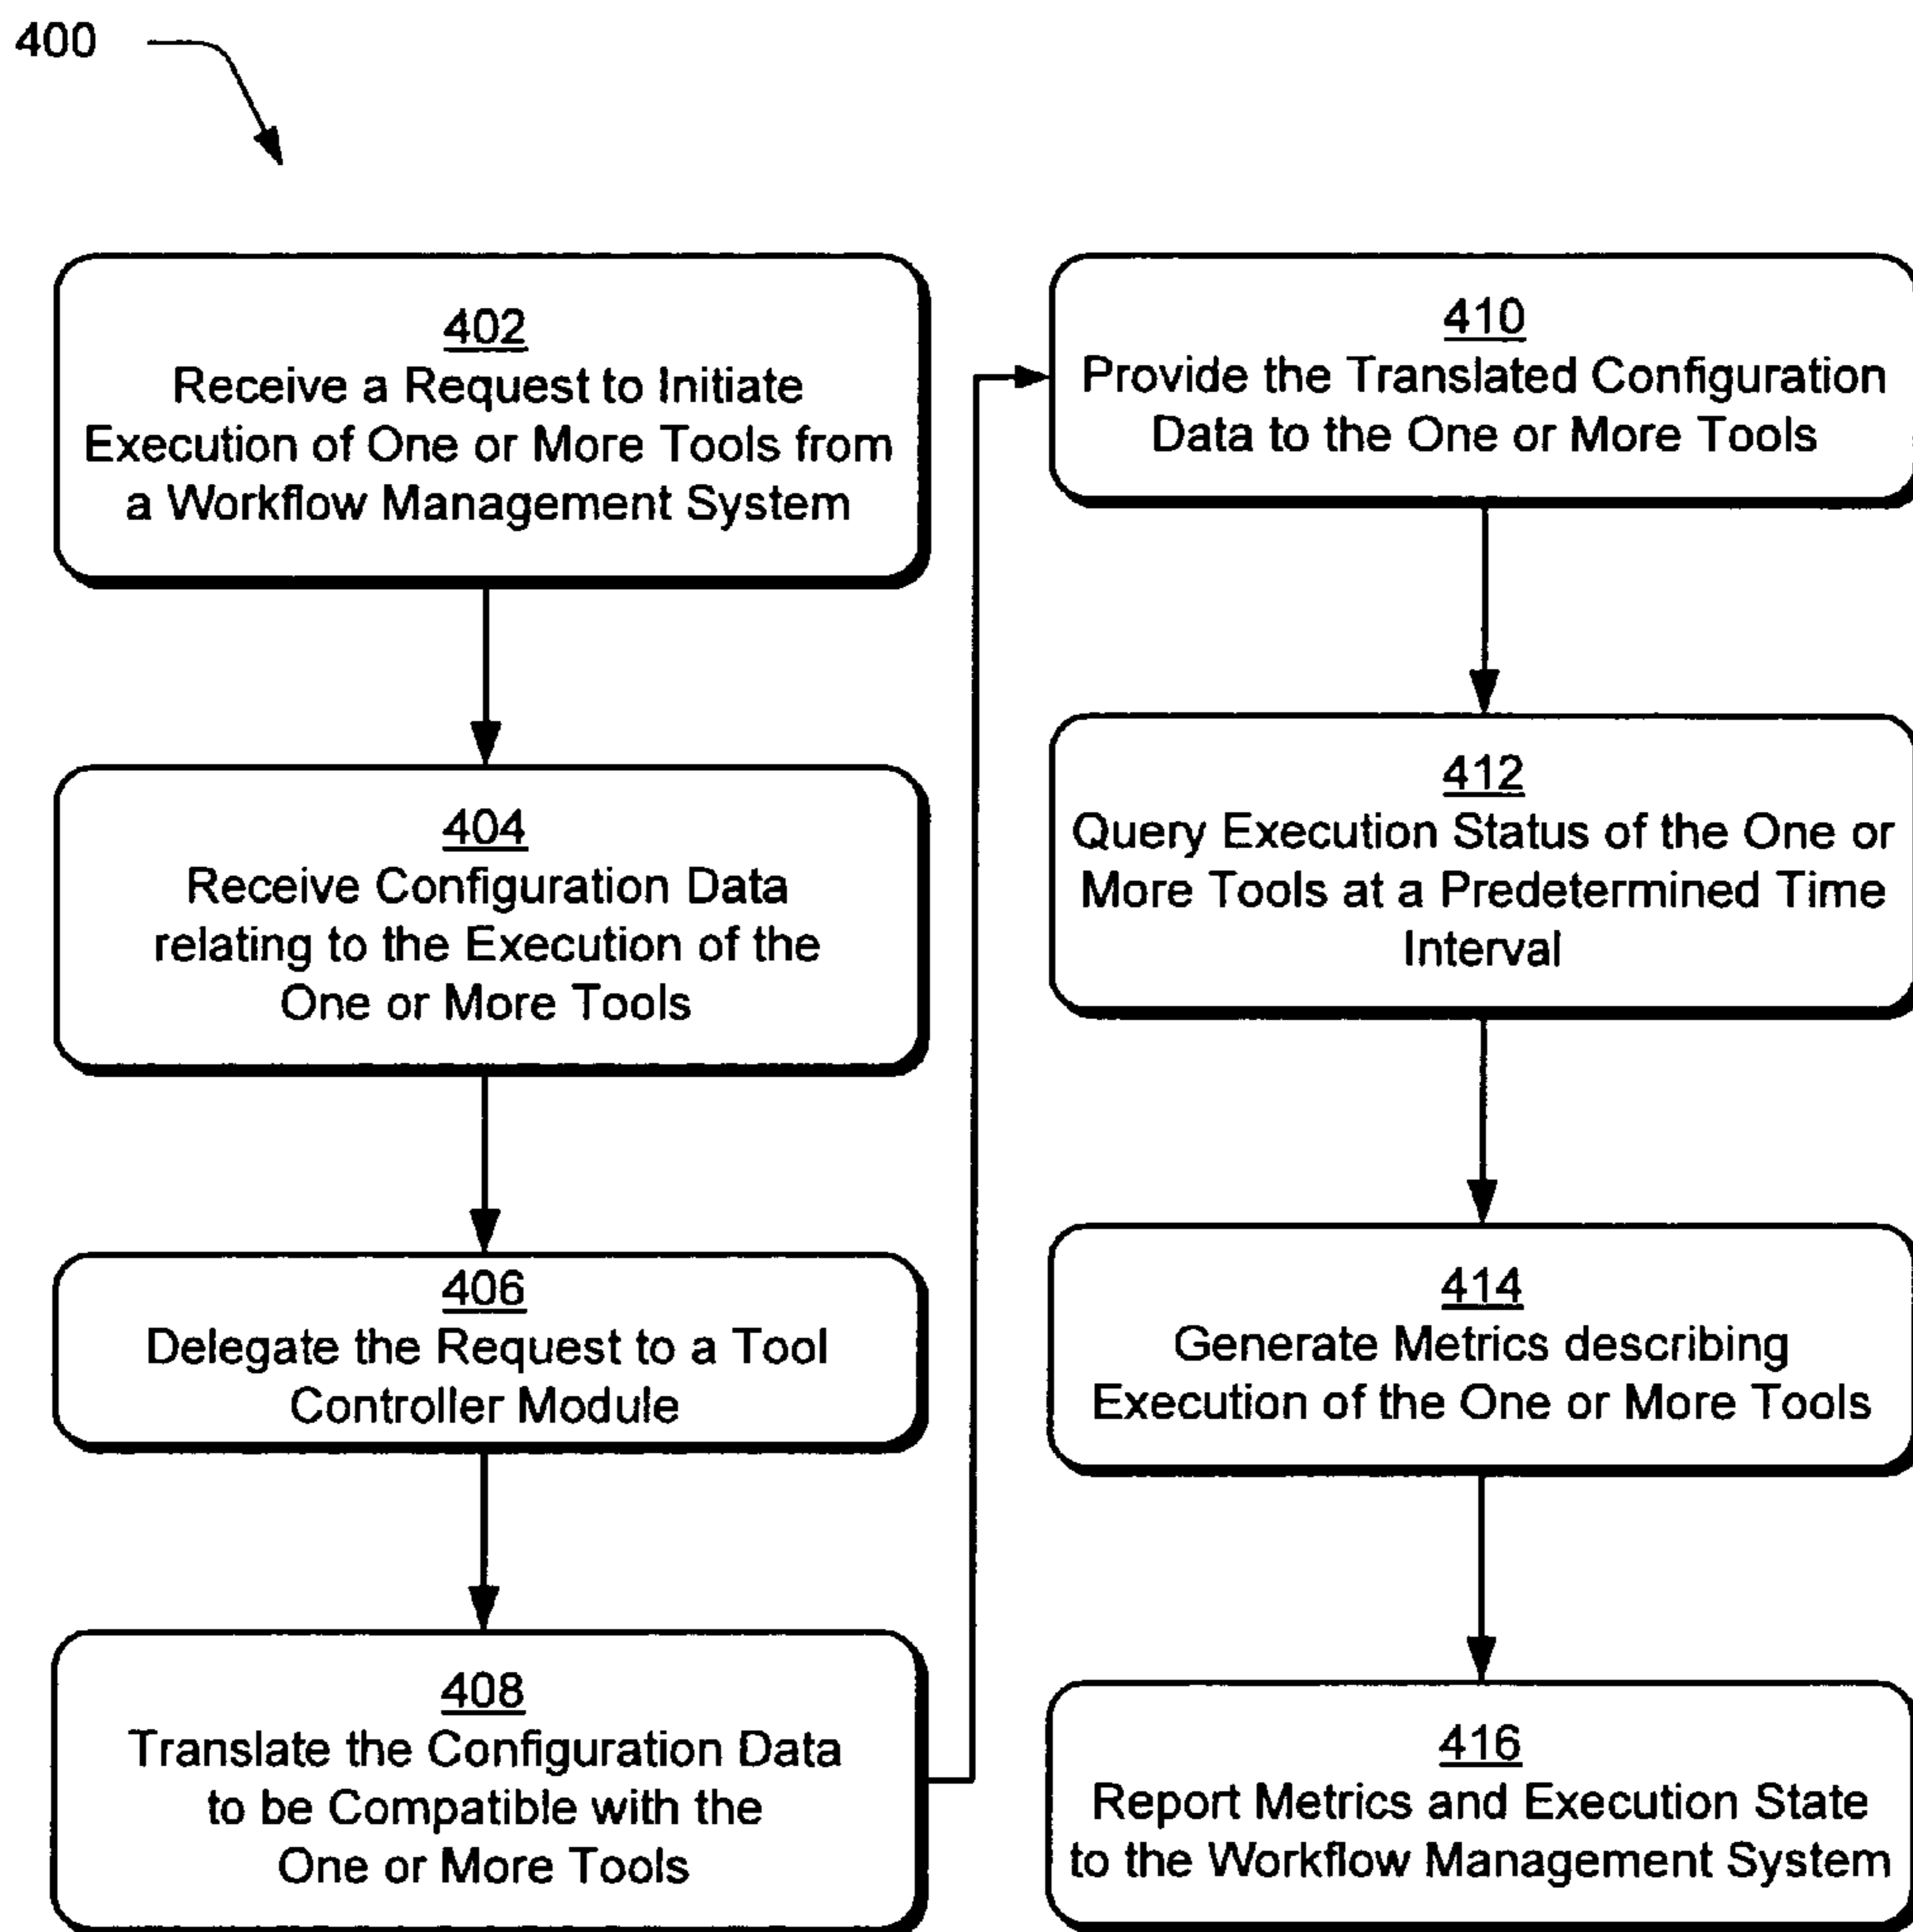 400
402
Receive a Request to Initiate
Execution of One or More Tools from
a Workflow Management System
404
Receive Configuration Data
relating to the Execution of the
One or More Tools
406
Delegate the Request to a Tool
Controller Module
408
Translate the Configuration Data
to be Compatible with the
One or More Tools
410
Provide the Translated Configuration
Data to the One or More Tools
412
Query Execution Status of the One or
More Tools at a Predetermined Time
Interval
414
Generate Metrics describing
Execution of the One or More Tools
416
Report Metrics and Execution State
to the Workflow Management System